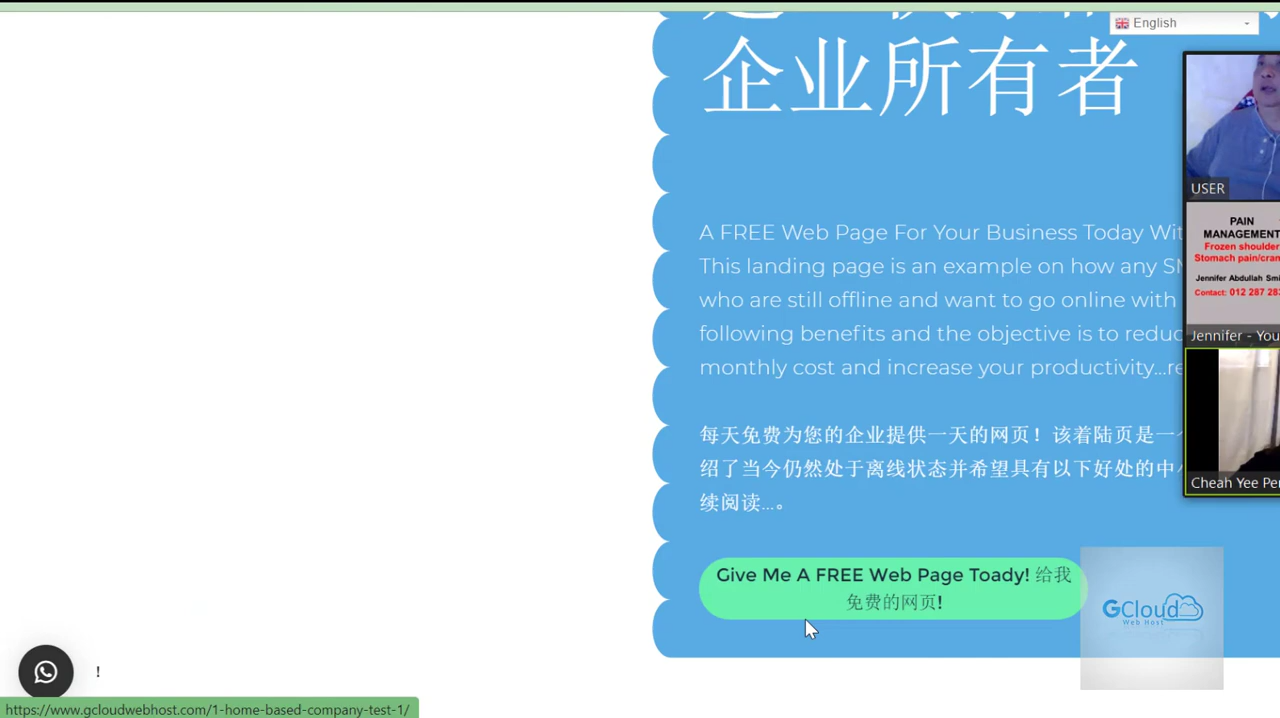 English
企业所有者
USER
PAIN
MANAGEMENT
Frozen shoulder
Stomach pain/cram
Jennifer Abdullah Smi
Contact: 012 287 28
Jennifer - You
Cheah Yee Per
A FREE Web Page For Your Business Today Wit
This landing page is an example on how any SM
who are still offline and want to go online with
following benefits and the objective is to reduc
monthly cost and increase your productivity...re
每天免费为您的企业提供一天的网页！该着陆页是一个
绍了当今仍然处于离线状态并希望具有以下好处的中小
续阅读...。
Give Me A FREE Web Page Toady! 给我
免费的网页!
GCloud
Web Host
!
https://www.gcloudwebhost.com/1-home-based-company-test-1/